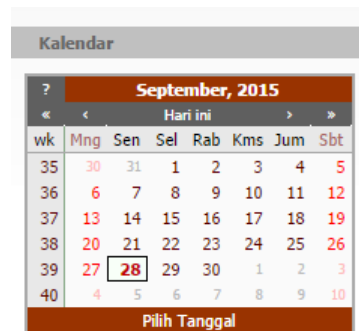 Kalendar
? September, 2015
« ‹ Hari ini › »
wk Mng Sen Sel Rab Kms Jum Sbt
35 30 31 1 2 3 4 5
36 6 7 8 9 10 11 12
37 13 14 15 16 17 18 19
38 20 21 22 23 24 25 26
39 27 28 29 30 1 2 3
40 4 5 6 7 8 9 10
Pilih Tanggal